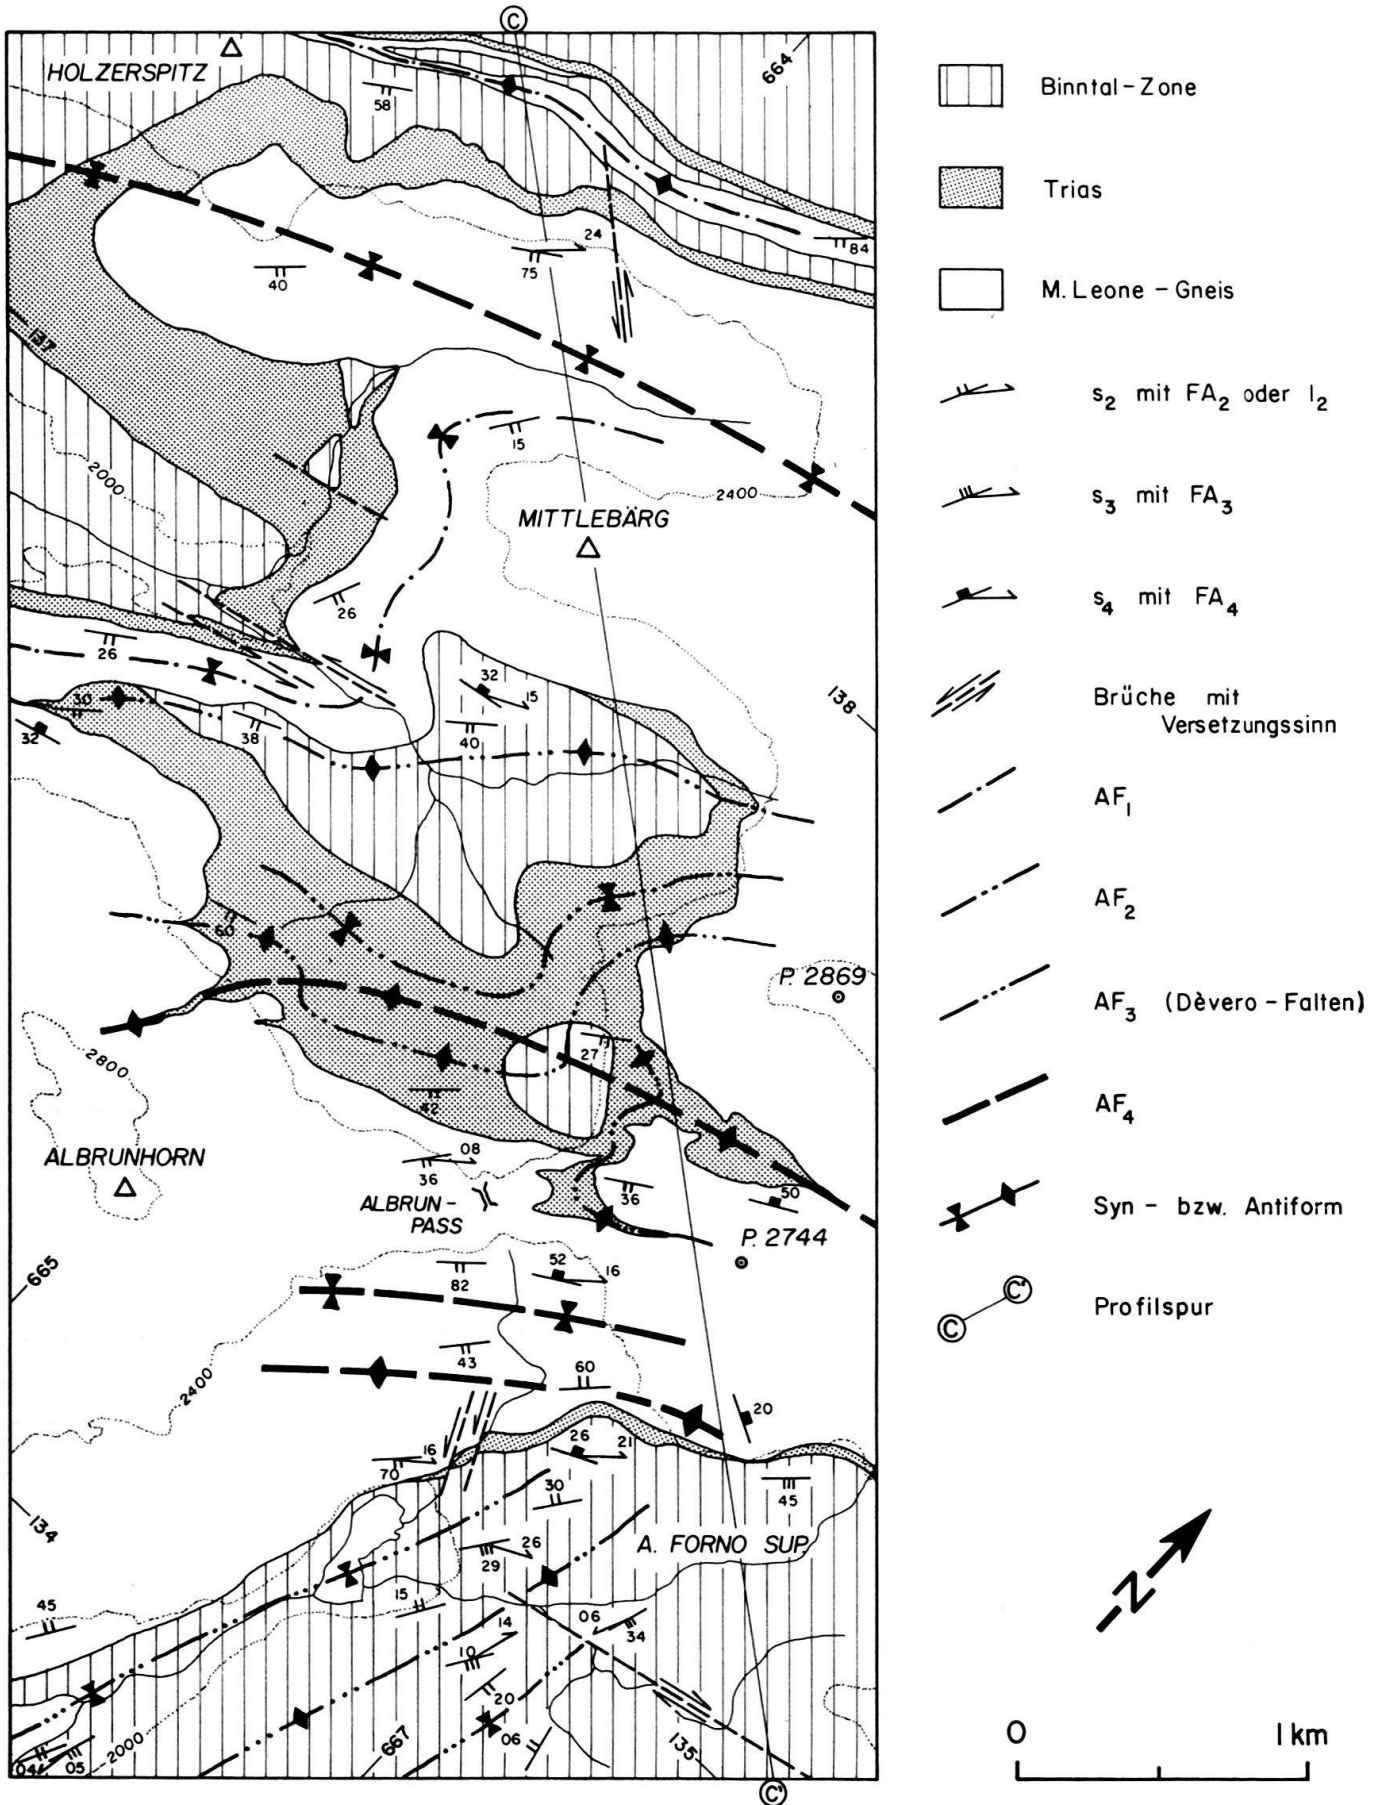 C
HOLZERSPITZ
58
664
84
24
75
40
137
15
2000
2400
MITTLEBÄRG
26
26
32
15
138
30
38
40
32
60
P. 2869
27
2800
42
ALBRUNHORN
08
36
36
50
ALBRUN-
PASS
P. 2744
665
52
16
82
43
60
2400
20
16
70
26
21
45
30
134
A. FORNO SUP.
26
29
45
15
06
14
34
10
20
06
04
05
2000
667
135
C'
Binntal-Zone
Trias
M. Leone - Gneis
s2 mit FA2 oder l2
s3 mit FA3
s4 mit FA4
Brüche mit
Versetzungssinn
AF1
AF2
AF3 (Dèvero-Falten)
AF4
Syn- bzw. Antiform
C C'
Profilspur
N
0 1 km